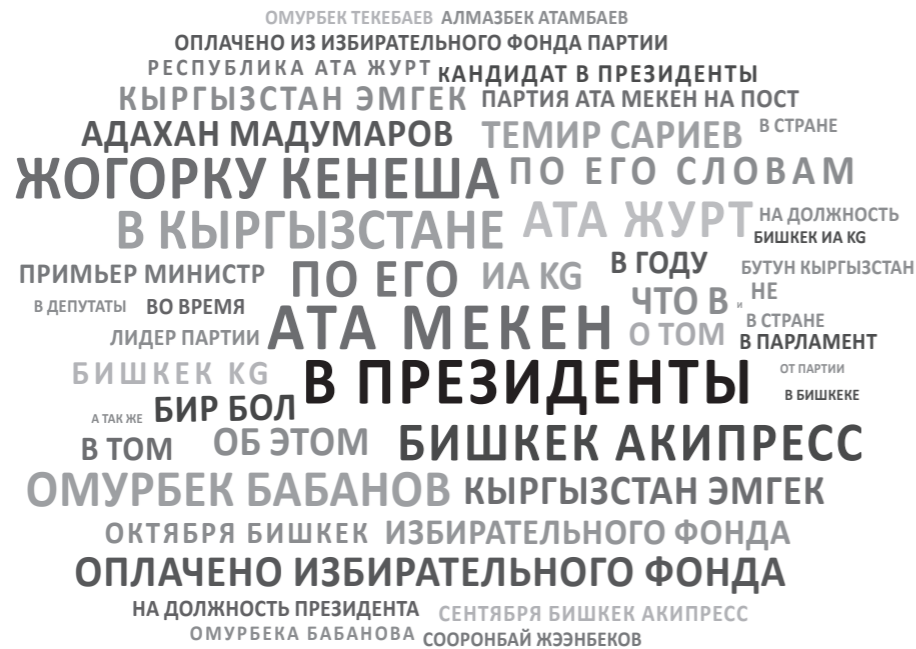 ОМУРБЕК ТЕКЕБАЕВ АЛМАЗБЕК АТАМБАЕВ
ОПЛАЧЕНО ИЗ ИЗБИРАТЕЛЬНОГО ФОНДА ПАРТИИ
РЕСПУБЛИКА АТА ЖУРТ КАНДИДАТ В ПРЕЗИДЕНТЫ
КЫРГЫЗСТАН ЭМГЕК ПАРТИЯ АТА МЕКЕН НА ПОСТ
АДАХАН МАДУМАРОВ ТЕМИР САРИЕВ В СТРАНЕ
ЖОГОРКУ КЕНЕША ПО ЕГО СЛОВАМ
В КЫРГЫЗСТАНЕ АТА ЖУРТ НА ДОЛЖНОСТЬ
БИШКЕК ИА KG
ПРИМЬЕР МИНИСТР ПО ЕГО ИА KG В ГОДУ БУТУН КЫРГЫЗСТАН
В ДЕПУТАТЫ ВО ВРЕМЯ ЧТО В И НЕ
ЛИДЕР ПАРТИИ АТА МЕКЕН О ТОМ В СТРАНЕ
В ПАРЛАМЕНТ
БИШКЕК KG В ПРЕЗИДЕНТЫ ОТ ПАРТИИ
А ТАК ЖЕ БИР БОЛ В БИШКЕКЕ
В ТОМ ОБ ЭТОМ БИШКЕК АКИПРЕСС
ОМУРБЕК БАБАНОВ КЫРГЫЗСТАН ЭМГЕК
ОКТЯБРЯ БИШКЕК ИЗБИРАТЕЛЬНОГО ФОНДА
ОПЛАЧЕНО ИЗБИРАТЕЛЬНОГО ФОНДА
НА ДОЛЖНОСТЬ ПРЕЗИДЕНТА СЕНТЯБРЯ БИШКЕК АКИПРЕСС
ОМУРБЕКА БАБАНОВА СООРОНБАЙ ЖЭЭНБЕКОВ